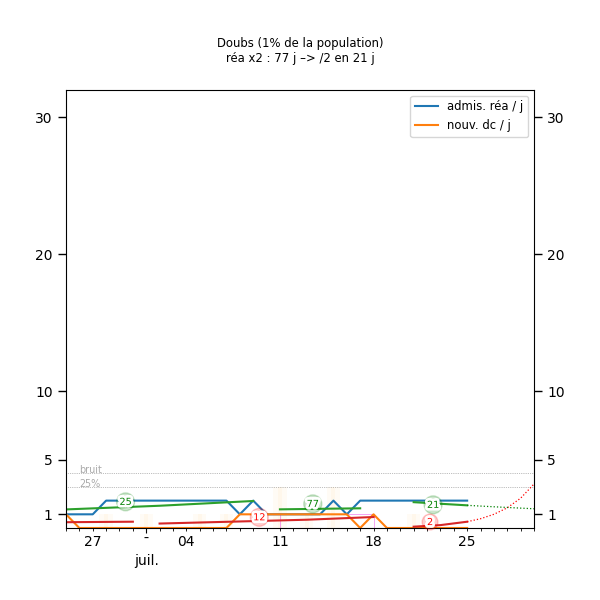 Doubs (1% de la population)
réa x2 : 77 j –> /2 en 21 j
admis. réa / j
nouv. dc / j
30 30
20 20
10 10
5 5
bruit
25%
25 77 21
12 2
1 1
27 - 04 11 18 25
juil.